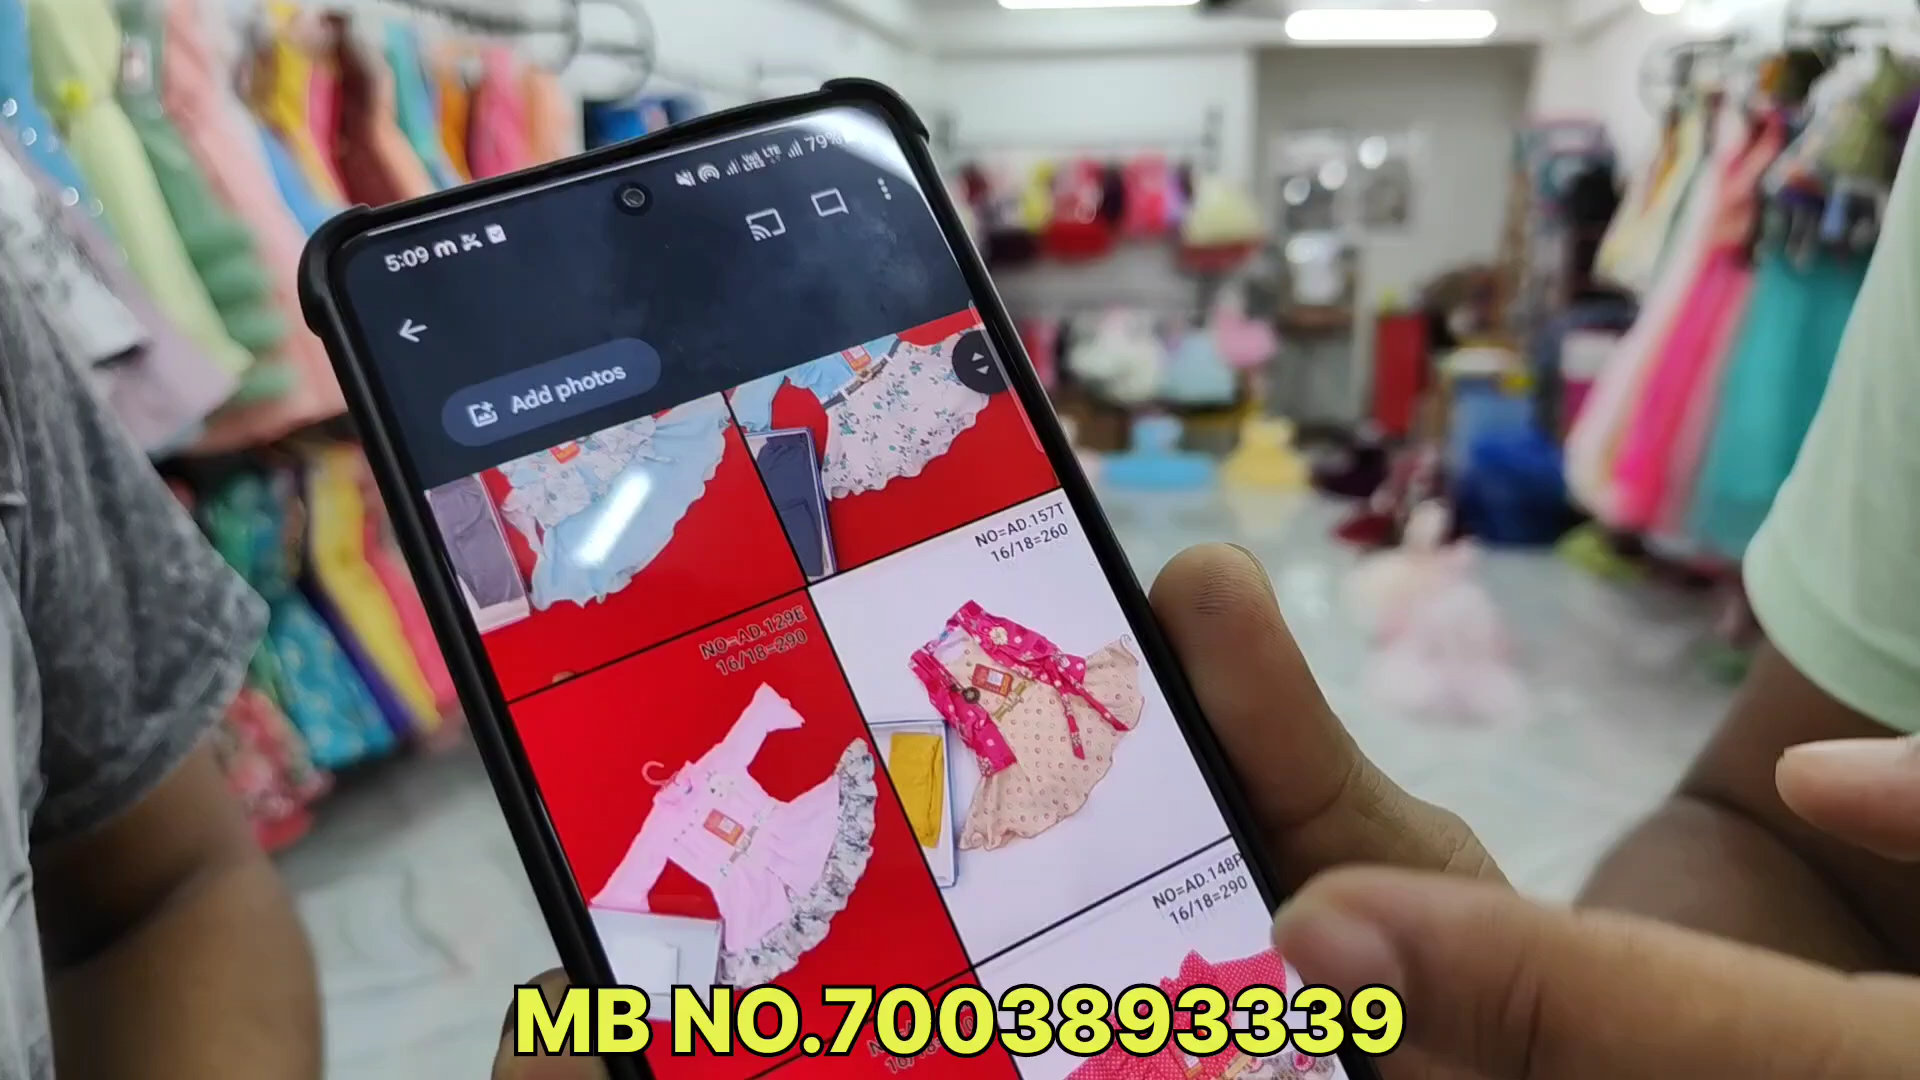 5:09
79%
Add photos
NO=AD.157T
16/18=260
NO=AD.129E
16/18=290
NO=AD.148P
16/18=290
MB NO.7003893339